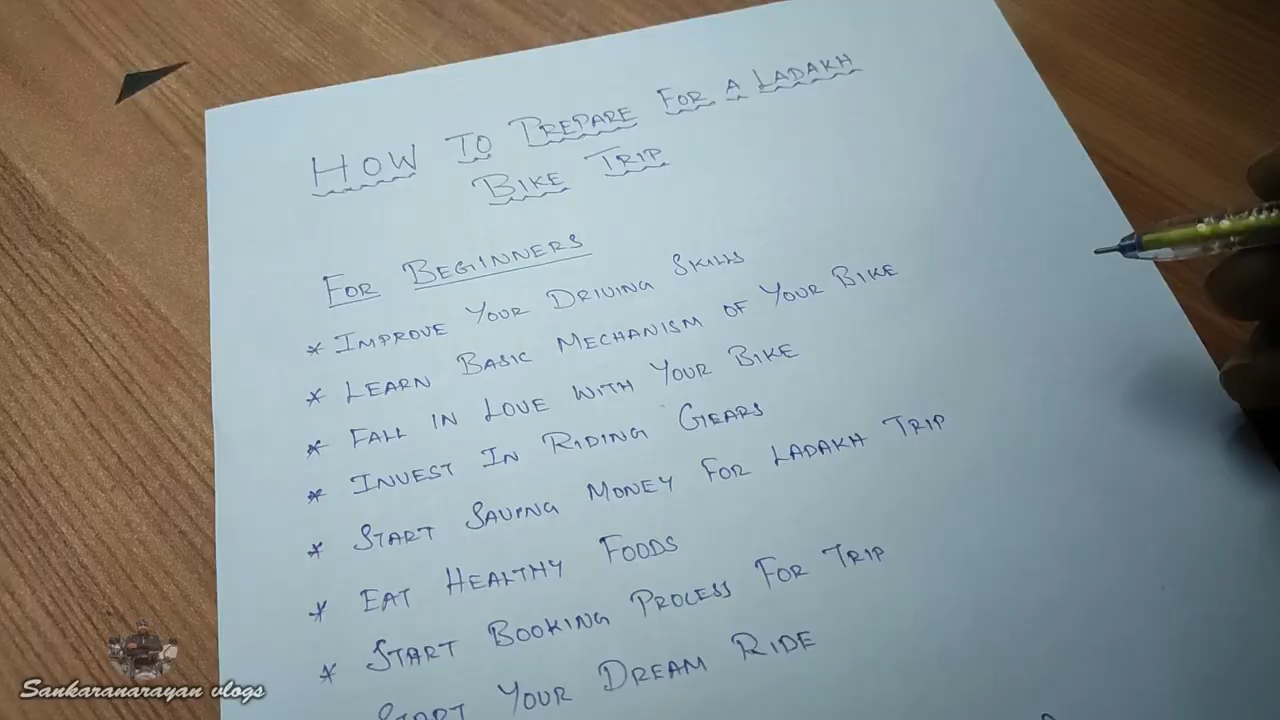 HOW TO PREPARE FOR A LADAKH
BIKE TRIP
FOR BEGINNERS
* IMPROVE YOUR DRIVING SKILLS
* LEARN BASIC MECHANISM OF YOUR BIKE
* FALL IN LOVE WITH YOUR BIKE
* INVEST IN RIDING GEARS
* START SAVING MONEY FOR LADAKH TRIP
* EAT HEALTHY FOODS
* START BOOKING PROCESS FOR TRIP
START YOUR DREAM RIDE
Sankaranarayan vlogs